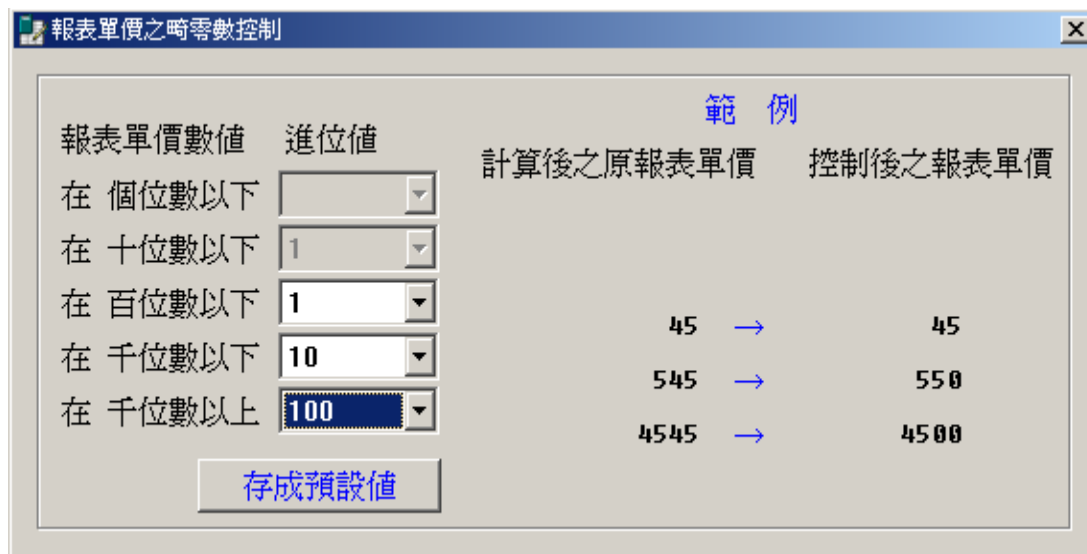 報表單價之畸零數控制
範 例
報表單價數值 進位值
計算後之原報表單價 控制後之報表單價
在 個位數以下
在 十位數以下 1
在 百位數以下 1
45 → 45
在 千位數以下 10
545 → 550
在 千位數以上 100
4545 → 4500
存成預設值